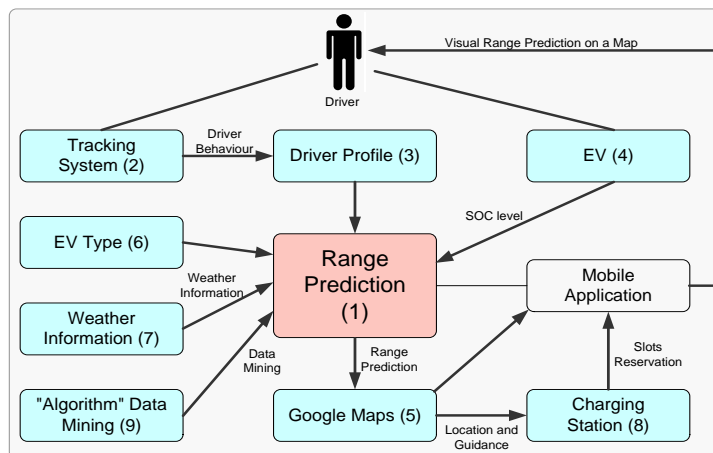 Visual Range Prediction on a Map
Driver
Tracking
System (2)
Driver
Behaviour
Driver Profile (3)
EV (4)
SOC level
EV Type (6)
Weather
Information
Range
Prediction
(1)
Mobile
Application
Weather
Information (7)
Data
Mining
Range
Prediction
Slots
Reservation
"Algorithm" Data
Mining (9)
Google Maps (5)
Location and
Guidance
Charging
Station (8)